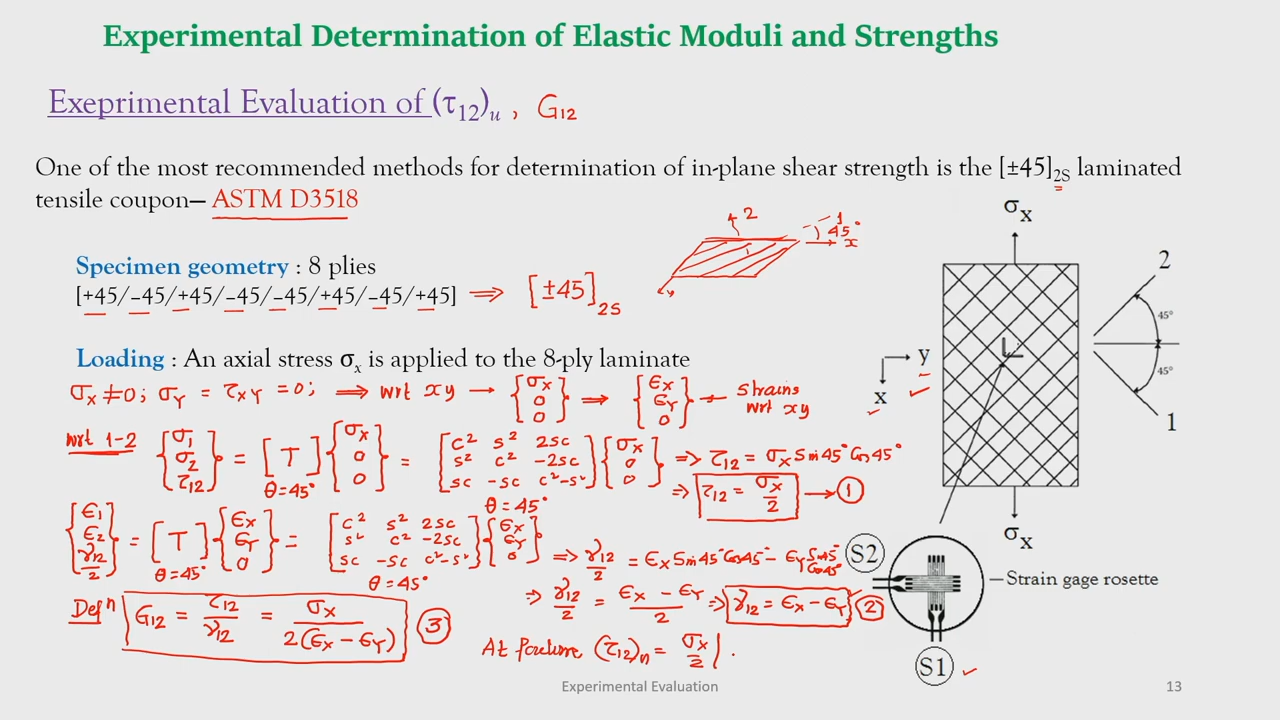 Experimental Determination of Elastic Moduli and Strengths
Exeprimental Evaluation of (τ12)u , G12
One of the most recommended methods for determination of in-plane shear strength is the [±45]2S laminated
tensile coupon— ASTM D3518
Specimen geometry : 8 plies
[+45/−45/+45/−45/−45/+45/−45/+45] ⇒ [±45]2S
2
1
45°
x
y
Loading : An axial stress σx is applied to the 8-ply laminate
σx ≠ 0; σY = τXY = 0; ⇒ wrt xy → {σx 0 0} ⇒ {εx εY 0} → strains wrt xy
wrt 1-2 {σ1 σ2 τ12} = [T] {σx 0 0} = [c² s² 2sc s² c² -2sc sc -sc c²-s²] {σx 0 0} ⇒ τ12 = σx Sin45° Cos45°
θ=45°
θ = 45°
⇒ τ12 = σx/2 → 1
{ε1 ε2 γ12/2} = [T] {εx εY 0} = [c² s² 2sc s² c² -2sc sc -sc c²-s²] {εx εY 0} ⇒ γ12/2 = εx Sin45° Cos45° - εY Sin45° Cos45°
θ=45°
θ = 45°
⇒ γ12/2 = (εx - εY)/2 ⇒ γ12 = εx - εY 2
Defⁿ G12 = τ12/γ12 = σx/2(εx - εY) 3
At failure (τ12)u = σx/2 | .
σx
2
45°
45°
1
y
x
σx
S2
Strain gage rosette
S1
Experimental Evaluation
13